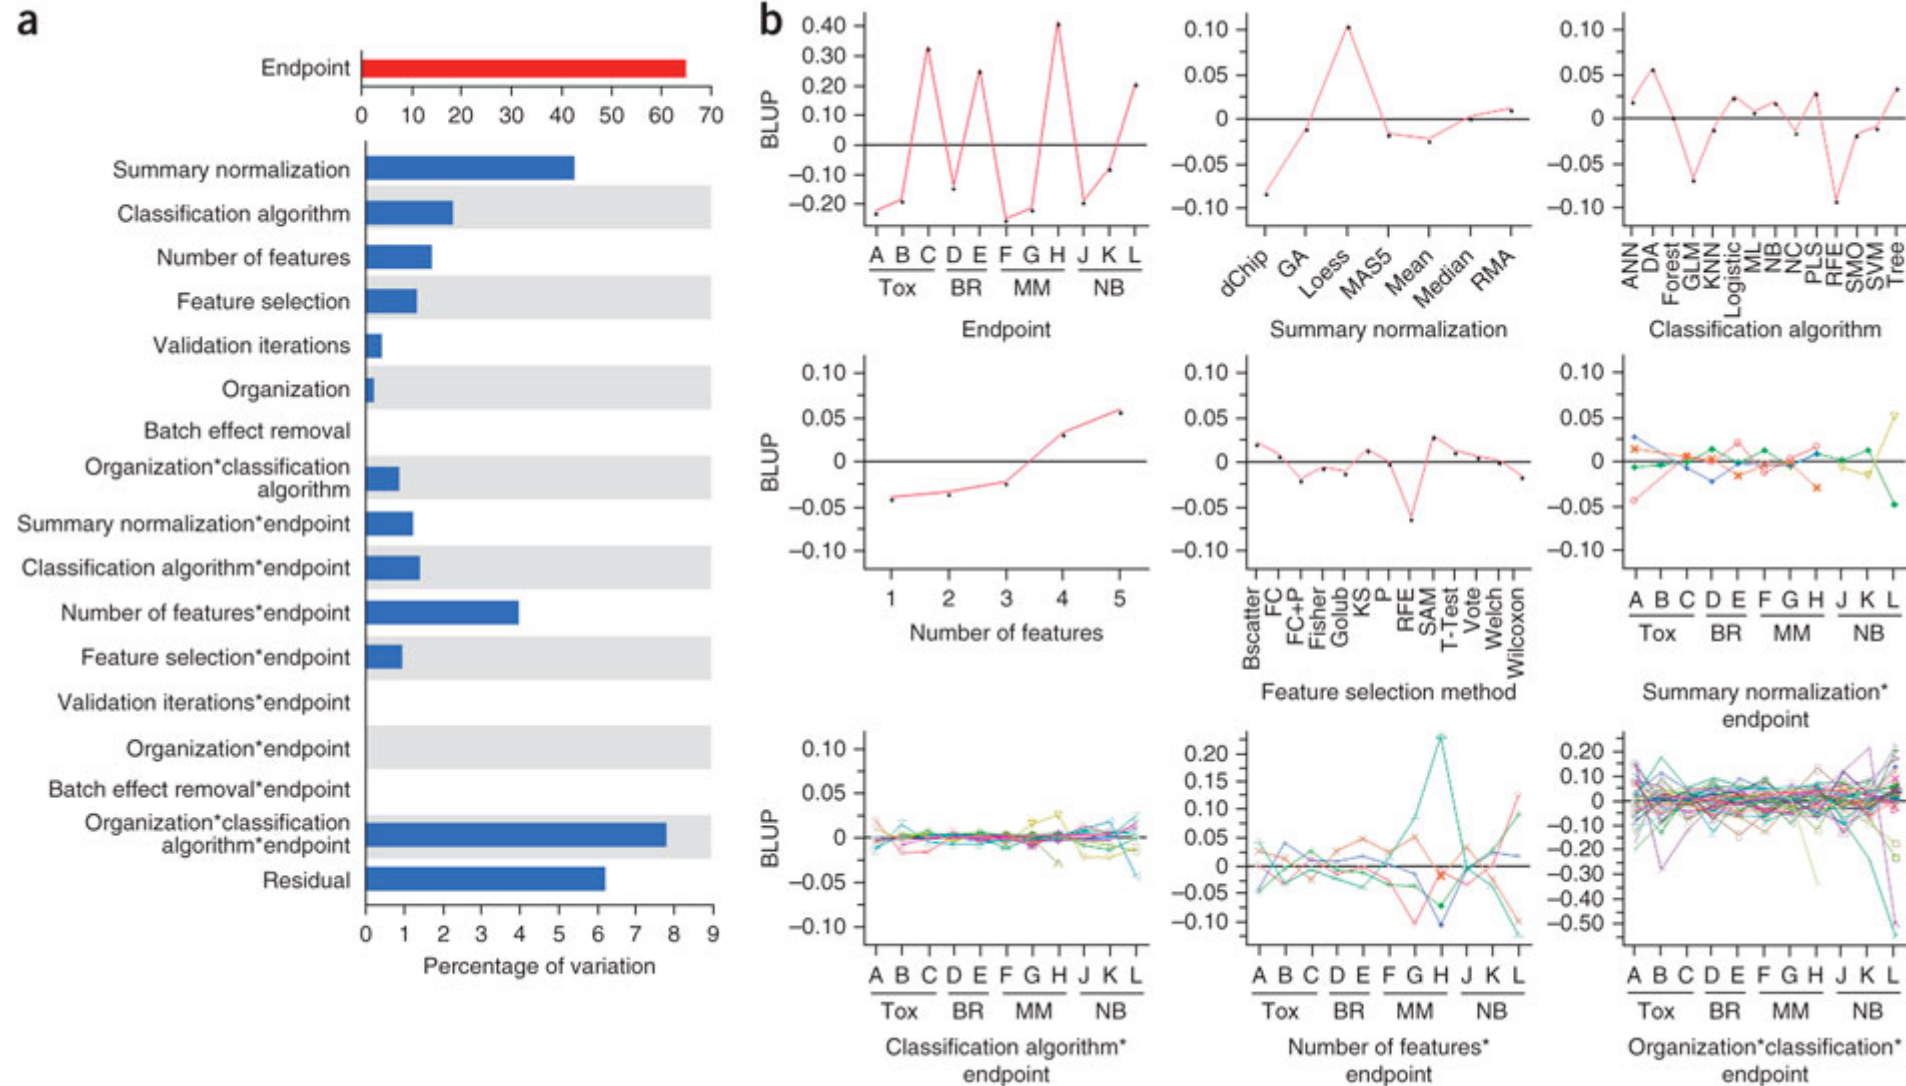 a
Endpoint
0 10 20 30 40 50 60 70
Summary normalization
Classification algorithm
Number of features
Feature selection
Validation iterations
Organization
Batch effect removal
Organization*classification
algorithm
Summary normalization*endpoint
Classification algorithm*endpoint
Number of features*endpoint
Feature selection*endpoint
Validation iterations*endpoint
Organization*endpoint
Batch effect removal*endpoint
Organization*classification
algorithm*endpoint
Residual
0 1 2 3 4 5 6 7 8 9
Percentage of variation
b
BLUP
0.40
0.30
0.20
0.10
0
–0.10
–0.20
A B C D E F G H J K L
Tox BR MM NB
Endpoint
0.10
0.05
0
–0.05
–0.10
dChip
GA
Loess
MAS5
Mean
Median
RMA
Summary normalization
0.10
0.05
0
–0.05
–0.10
ANN
DA
Forest
GLM
KNN
Logistic
ML
NB
NC
PLS
RFE
SMO
SVM
Tree
Classification algorithm
BLUP
0.10
0.05
0
–0.05
–0.10
1 2 3 4 5
Number of features
0.10
0.05
0
–0.05
–0.10
Bscatter
FC
FC+P
Fisher
Golub
KS
P
RFE
SAM
T-Test
Vote
Welch
Wilcoxon
Feature selection method
0.10
0.05
0
–0.05
–0.10
A B C D E F G H J K L
Tox BR MM NB
Summary normalization*
endpoint
BLUP
0.10
0.05
0
–0.05
–0.10
A B C D E F G H J K L
Tox BR MM NB
Classification algorithm*
endpoint
0.20
0.15
0.10
0.05
0
–0.05
–0.10
A B C D E F G H J K L
Tox BR MM NB
Number of features*
endpoint
0.20
0.10
0
–0.10
–0.20
–0.30
–0.40
–0.50
A B C D E F G H J K L
Tox BR MM NB
Organization*classification*
endpoint